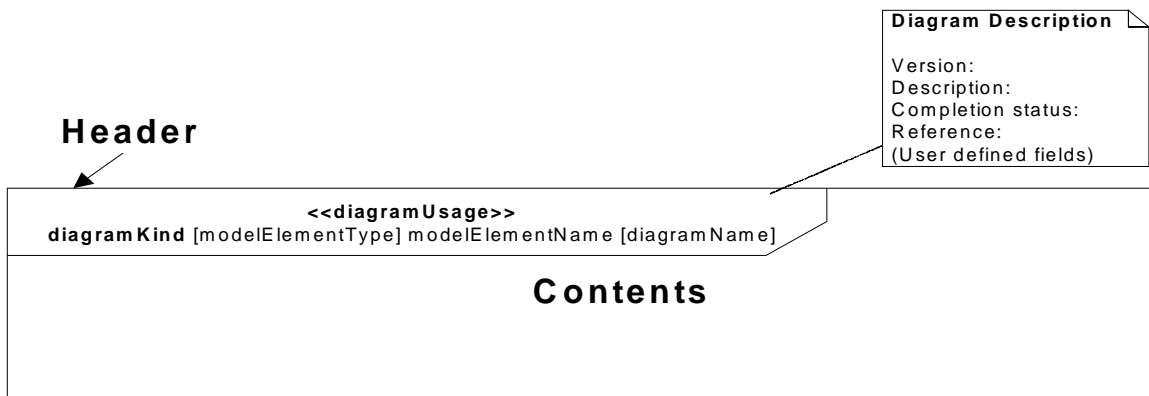 Diagram Description
Version:
Description:
Completion status:
Reference:
(User defined fields)
Header
<<diagramUsage>>
diagramKind [modelElementType] modelElementName [diagramName]
Contents